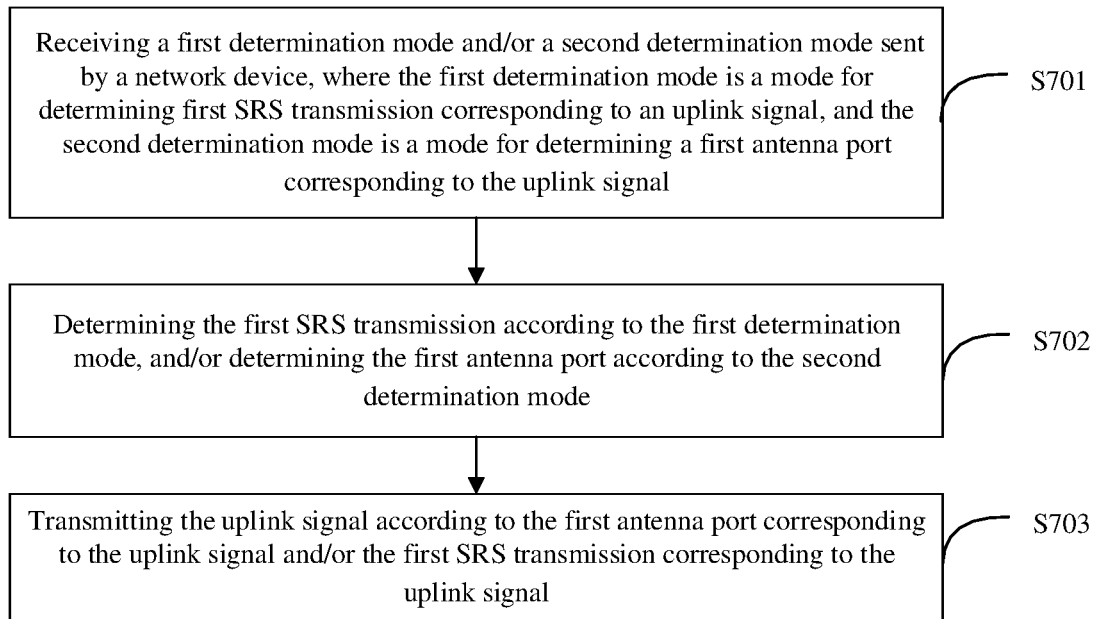 Receiving a first determination mode and/or a second determination mode sent
by a network device, where the first determination mode is a mode for
determining first SRS transmission corresponding to an uplink signal, and the
second determination mode is a mode for determining a first antenna port
corresponding to the uplink signal
S701
Determining the first SRS transmission according to the first determination
mode, and/or determining the first antenna port according to the second
determination mode
S702
Transmitting the uplink signal according to the first antenna port corresponding
to the uplink signal and/or the first SRS transmission corresponding to the
uplink signal
S703